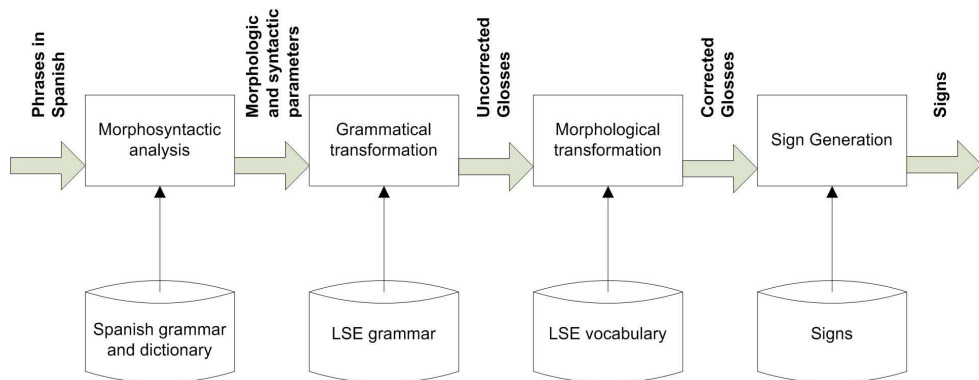 Phrases in
Spanish
Morphosyntactic
analysis
Morphologic
and syntactic
parameters
Grammatical
transformation
Uncorrected
Glosses
Morphological
transformation
Corrected
Glosses
Sign Generation
Signs
Spanish grammar
and dictionary
LSE grammar
LSE vocabulary
Signs